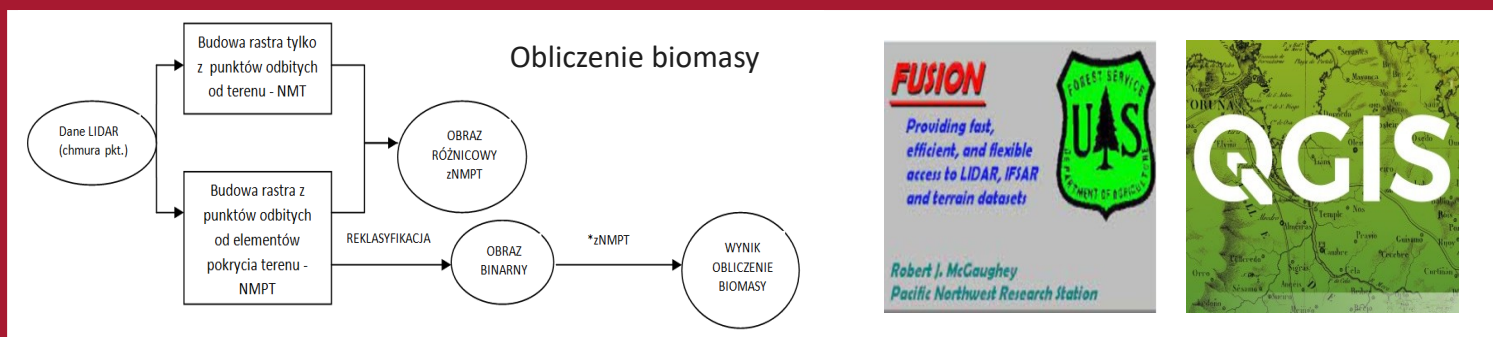 Obliczenie biomasy
Dane LIDAR
(chmura pkt.)
Budowa rastra tylko
z punktów odbitych
od terenu - NMT
Budowa rastra z
punktów odbitych
od elementów
pokrycia terenu -
NMPT
OBRAZ
RÓŻNICOWY
zNMPT
REKLASYFIKACJA
OBRAZ
BINARNY
*zNMPT
WYNIK
OBLICZENIE
BIOMASY
FUSION
Providing fast,
efficient, and flexible
access to LIDAR, IFSAR
and terrain datasets
Robert J. McGaughey
Pacific Northwest Research Station
FOREST SERVICE
U S
DEPARTMENT OF AGRICULTURE
QGIS